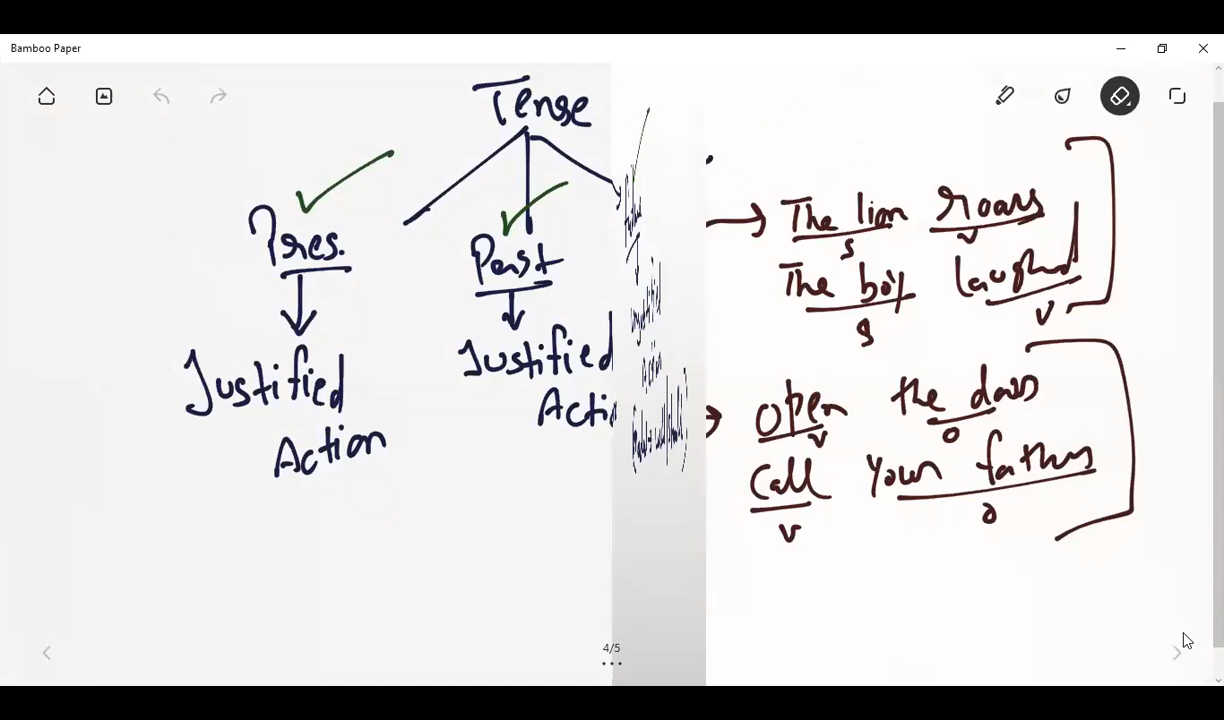 Bamboo Paper
Tense
Pres.
Past
Justified
Action
Justified
Acti
The lion roars
S
V
The boy laughed
S
V
Open the door
V
O
Call your father
V
O
4/5